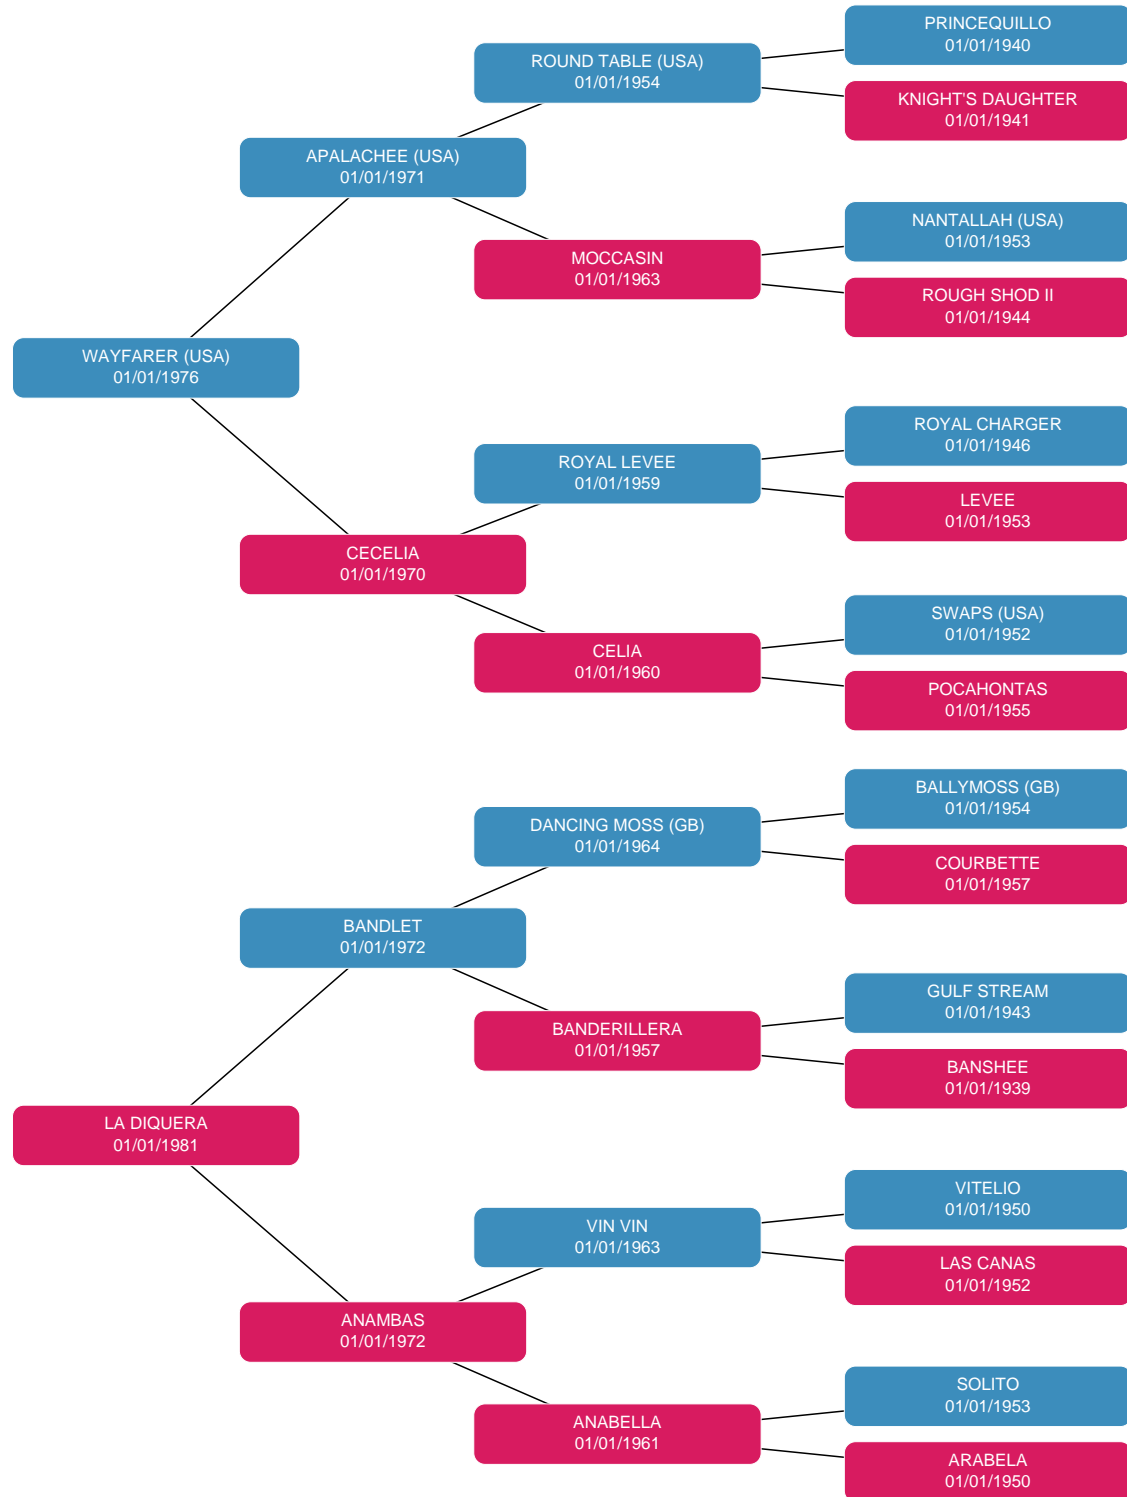 PRINCEQUILLO
01/01/1940
ROUND TABLE (USA)
01/01/1954
KNIGHT'S DAUGHTER
01/01/1941
APALACHEE (USA)
01/01/1971
NANTALLAH (USA)
01/01/1953
MOCCASIN
01/01/1963
ROUGH SHOD II
01/01/1944
WAYFARER (USA)
01/01/1976
ROYAL CHARGER
01/01/1946
ROYAL LEVEE
01/01/1959
LEVEE
01/01/1953
CECELIA
01/01/1970
SWAPS (USA)
01/01/1952
CELIA
01/01/1960
POCAHONTAS
01/01/1955
BALLYMOSS (GB)
01/01/1954
DANCING MOSS (GB)
01/01/1964
COURBETTE
01/01/1957
BANDLET
01/01/1972
GULF STREAM
01/01/1943
BANDERILLERA
01/01/1957
BANSHEE
01/01/1939
LA DIQUERA
01/01/1981
VITELIO
01/01/1950
VIN VIN
01/01/1963
LAS CANAS
01/01/1952
ANAMBAS
01/01/1972
SOLITO
01/01/1953
ANABELLA
01/01/1961
ARABELA
01/01/1950